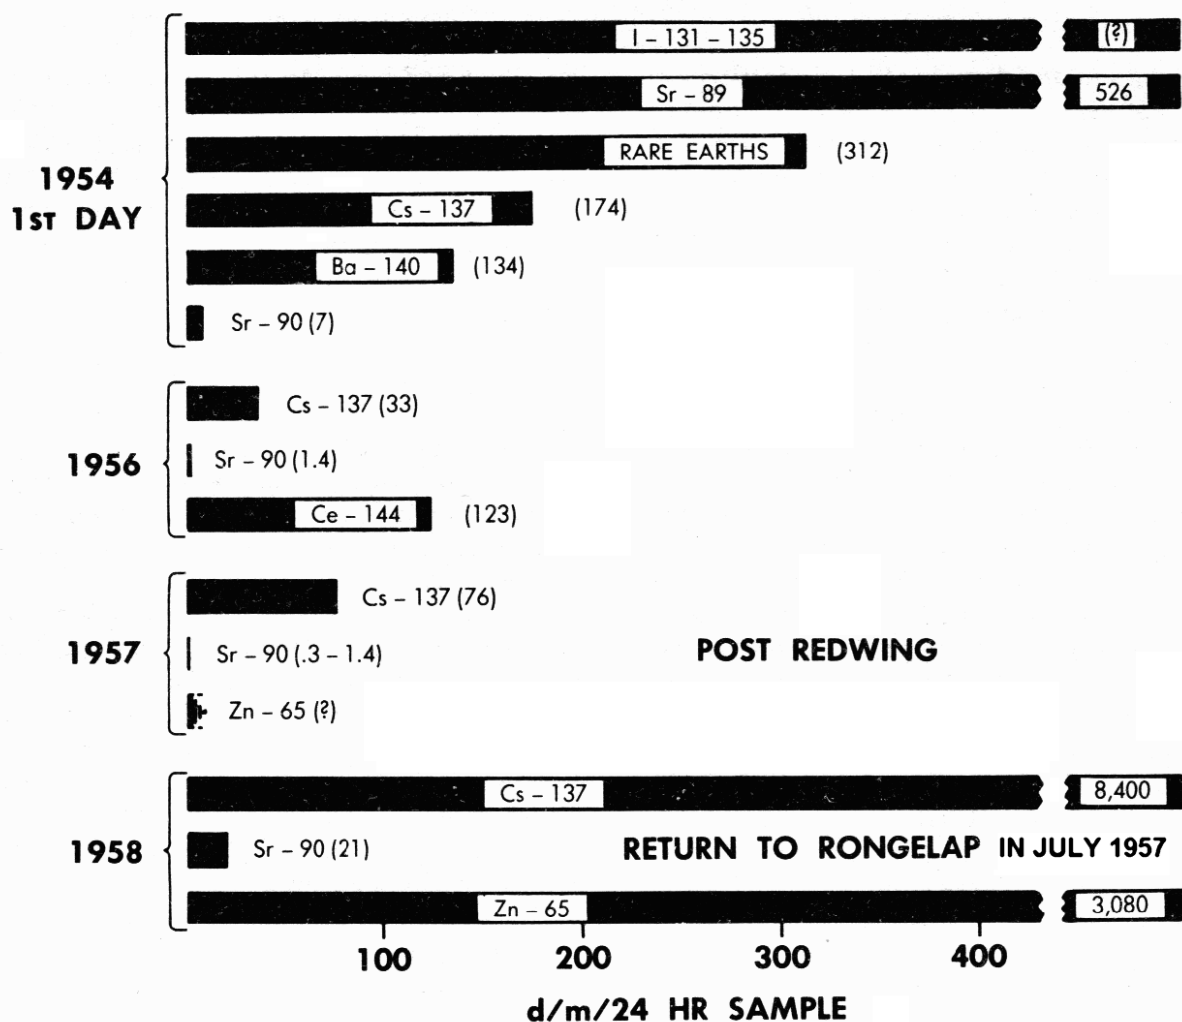 I – 131 – 135 (?)
Sr – 89 526
RARE EARTHS (312)
1954
1ST DAY
Cs – 137 (174)
Ba – 140 (134)
Sr – 90 (7)
Cs – 137 (33)
1956
Sr – 90 (1.4)
Ce – 144 (123)
Cs – 137 (76)
1957
Sr – 90 (.3 – 1.4)
POST REDWING
Zn – 65 (?)
Cs – 137 8,400
1958
Sr – 90 (21)
RETURN TO RONGELAP IN JULY 1957
Zn – 65 3,080
100 200 300 400
d/m/24 HR SAMPLE